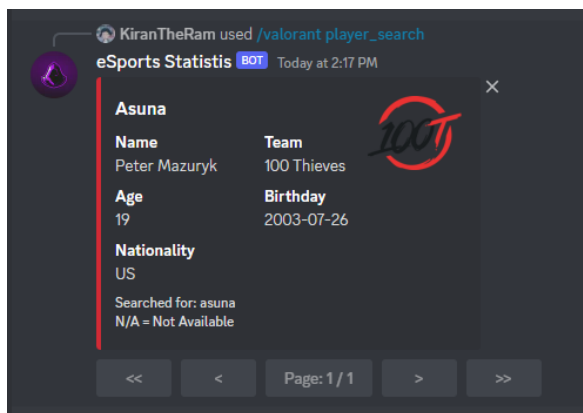 KiranTheRam used /valorant player_search
eSports Statistis BOT Today at 2:17 PM
Asuna
100T
Name Team
Peter Mazuryk 100 Thieves
Age Birthday
19 2003-07-26
Nationality
US
Searched for: asuna
N/A = Not Available
<< < Page: 1 / 1 > >>